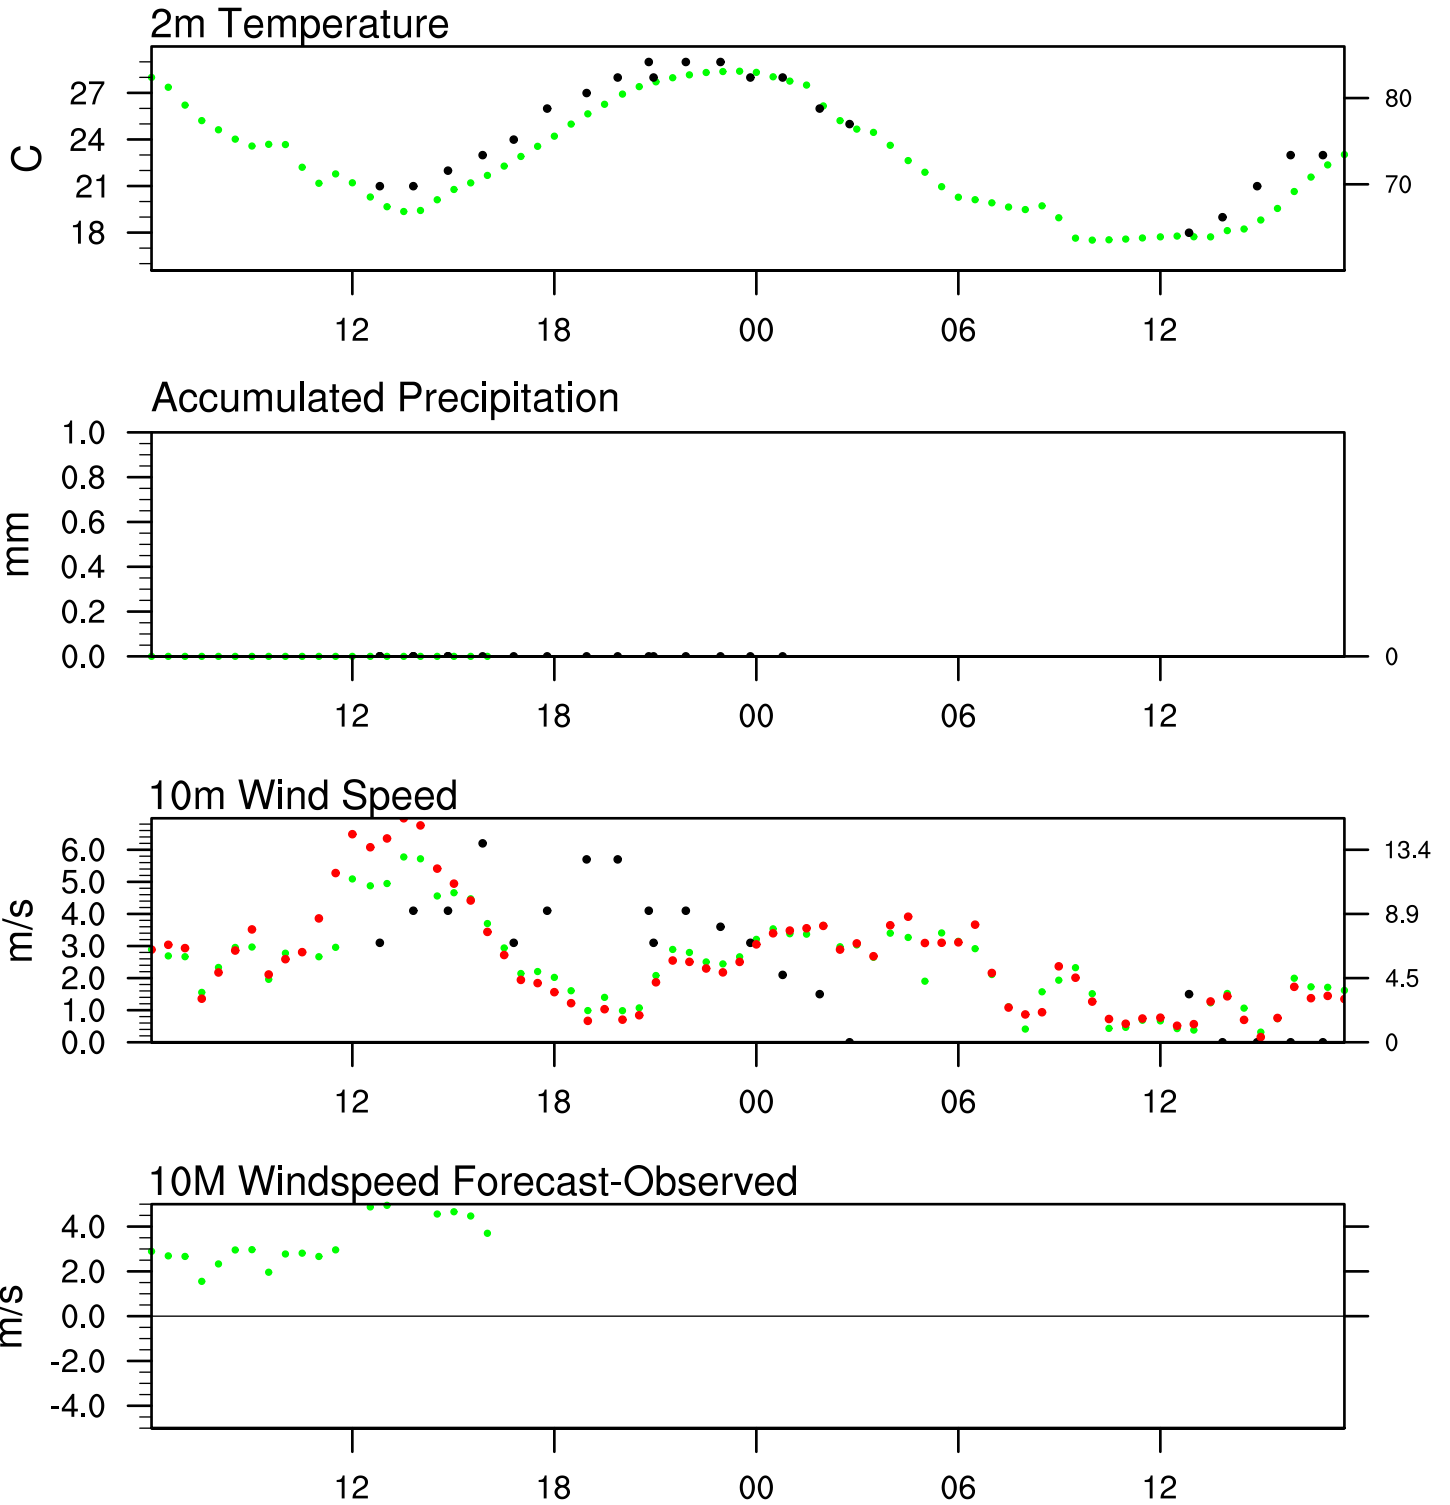 2m Temperature
27
24
21
18
C
80
70
12 18 00 06 12
Accumulated Precipitation
1.0
0.8
0.6
0.4
0.2
0.0
mm
0
12 18 00 06 12
10m Wind Speed
6.0
5.0
4.0
3.0
2.0
1.0
0.0
m/s
13.4
8.9
4.5
0
12 18 00 06 12
10M Windspeed Forecast-Observed
4.0
2.0
0.0
-2.0
-4.0
m/s
12 18 00 06 12